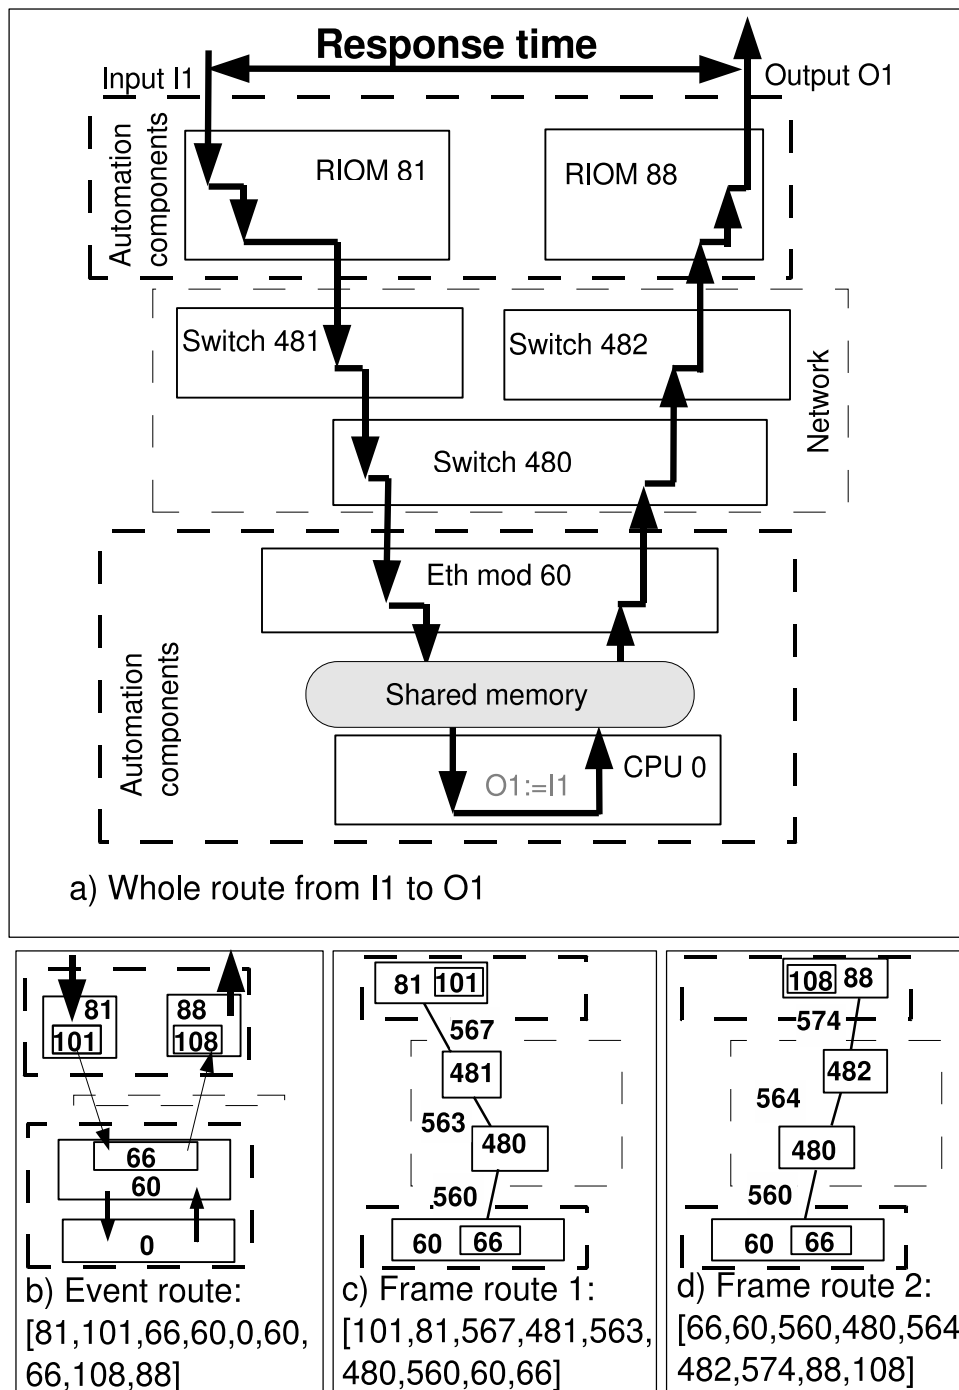 Response time
Input I1
Output O1
Automation
components
RIOM 81
RIOM 88
Switch 481
Switch 482
Network
Switch 480
Automation
components
Eth mod 60
Shared memory
CPU 0
O1:=I1
a) Whole route from I1 to O1
81
101
88
108
66
60
0
b) Event route:
[81,101,66,60,0,60,
66,108,88]
81 101
567
481
563
480
560
60 66
c) Frame route 1:
[101,81,567,481,563,
480,560,60,66]
108 88
574
482
564
480
560
60 66
d) Frame route 2:
[66,60,560,480,564
482,574,88,108]